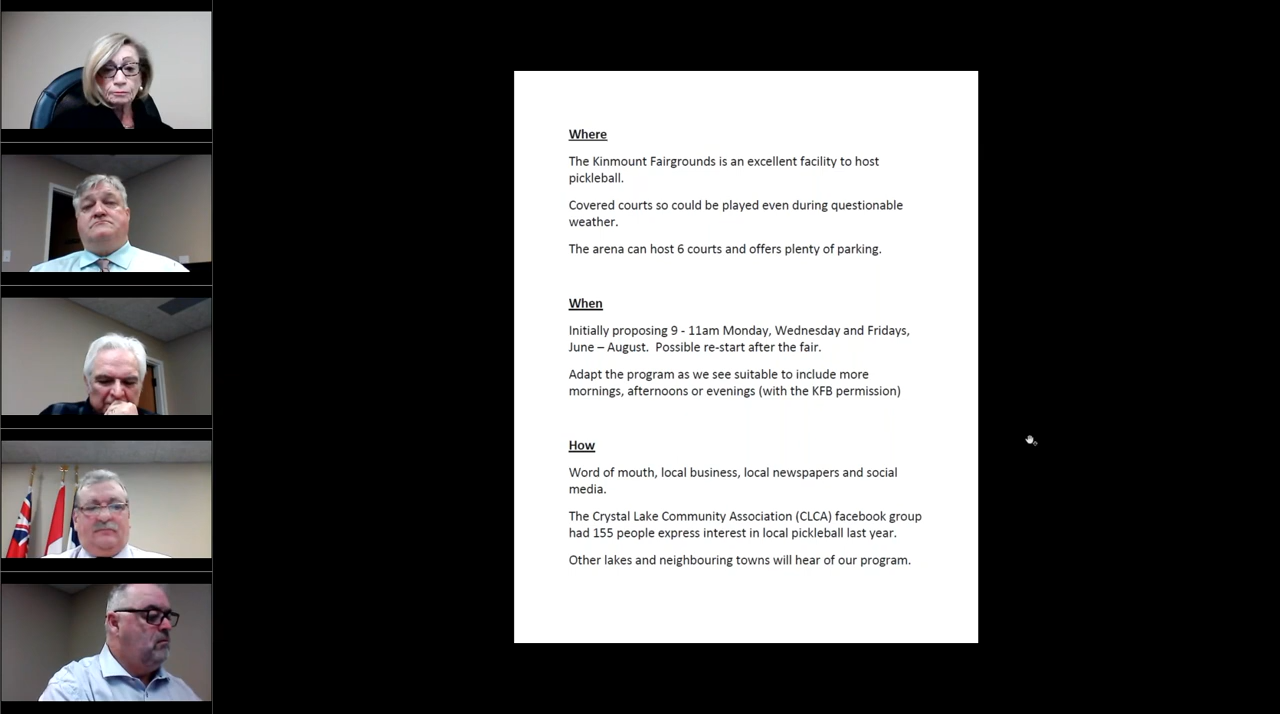 Where
The Kinmount Fairgrounds is an excellent facility to host
pickleball.
Covered courts so could be played even during questionable
weather.
The arena can host 6 courts and offers plenty of parking.
When
Initially proposing 9 - 11am Monday, Wednesday and Fridays,
June – August.  Possible re-start after the fair.
Adapt the program as we see suitable to include more
mornings, afternoons or evenings (with the KFB permission)
How
Word of mouth, local business, local newspapers and social
media.
The Crystal Lake Community Association (CLCA) facebook group
had 155 people express interest in local pickleball last year.
Other lakes and neighbouring towns will hear of our program.